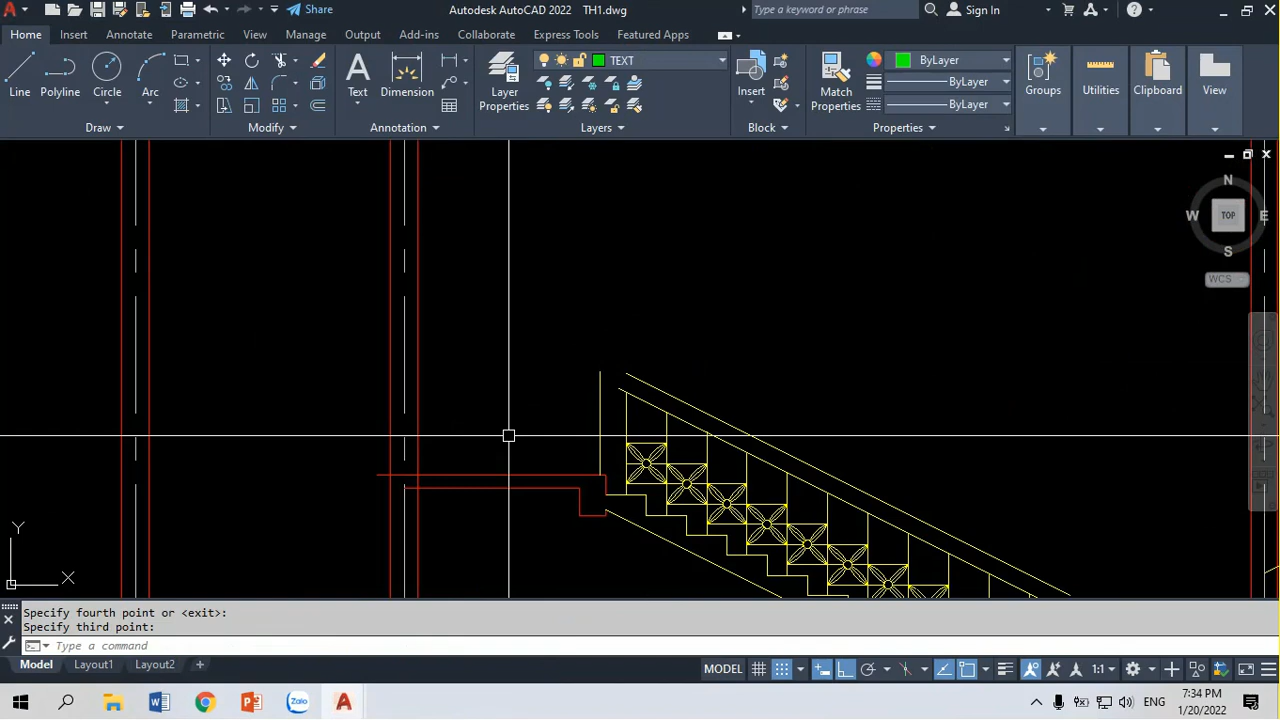 Share
Autodesk AutoCAD 2022 TH1.dwg
Type a keyword or phrase
Sign In
Home Insert Annotate Parametric View Manage Output Add-ins Collaborate Express Tools Featured Apps
Line Polyline Circle Arc
Text Dimension
Layer Properties
TEXT
Insert
Match Properties
ByLayer
ByLayer
ByLayer
Groups Utilities Clipboard View
Draw Modify Annotation Layers Block Properties
N
W TOP E
S
WCS
Y
X
Specify fourth point or <exit>:
Specify third point:
Type a command
Model Layout1 Layout2 +
MODEL 1:1
W P Zalo A
ENG
7:34 PM
1/20/2022